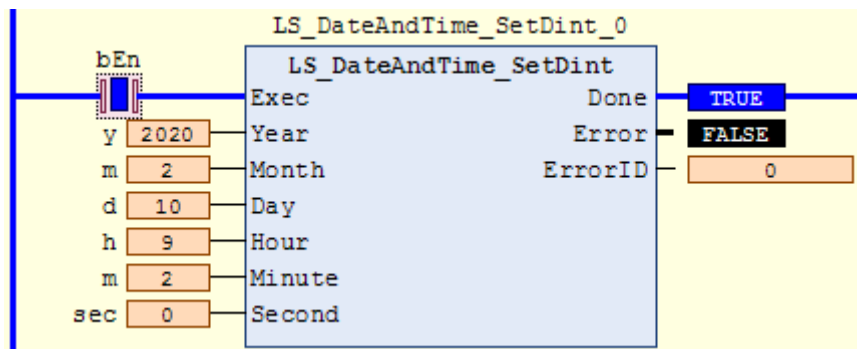 LS_DateAndTime_SetDint_0
bEn LS_DateAndTime_SetDint
Exec Done TRUE
y 2020 Year Error FALSE
m 2 Month ErrorID 0
d 10 Day
h 9 Hour
m 2 Minute
sec 0 Second